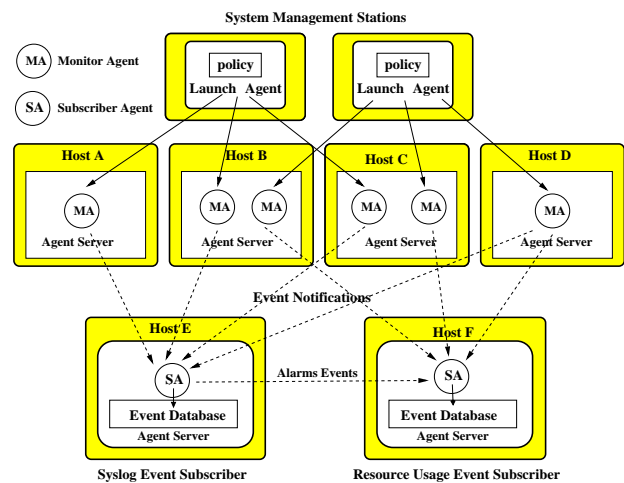 System Management Stations
MA Monitor Agent
SA Subscriber Agent
policy
Launch Agent
policy
Launch Agent
Host A
Host B
Host C
Host D
MA
MA
MA
MA
MA
MA
Agent Server
Agent Server
Agent Server
Agent Server
Event Notifications
Host E
Host F
SA
Alarms Events
SA
Event Database
Event Database
Agent Server
Agent Server
Syslog Event Subscriber
Resource Usage Event Subscriber